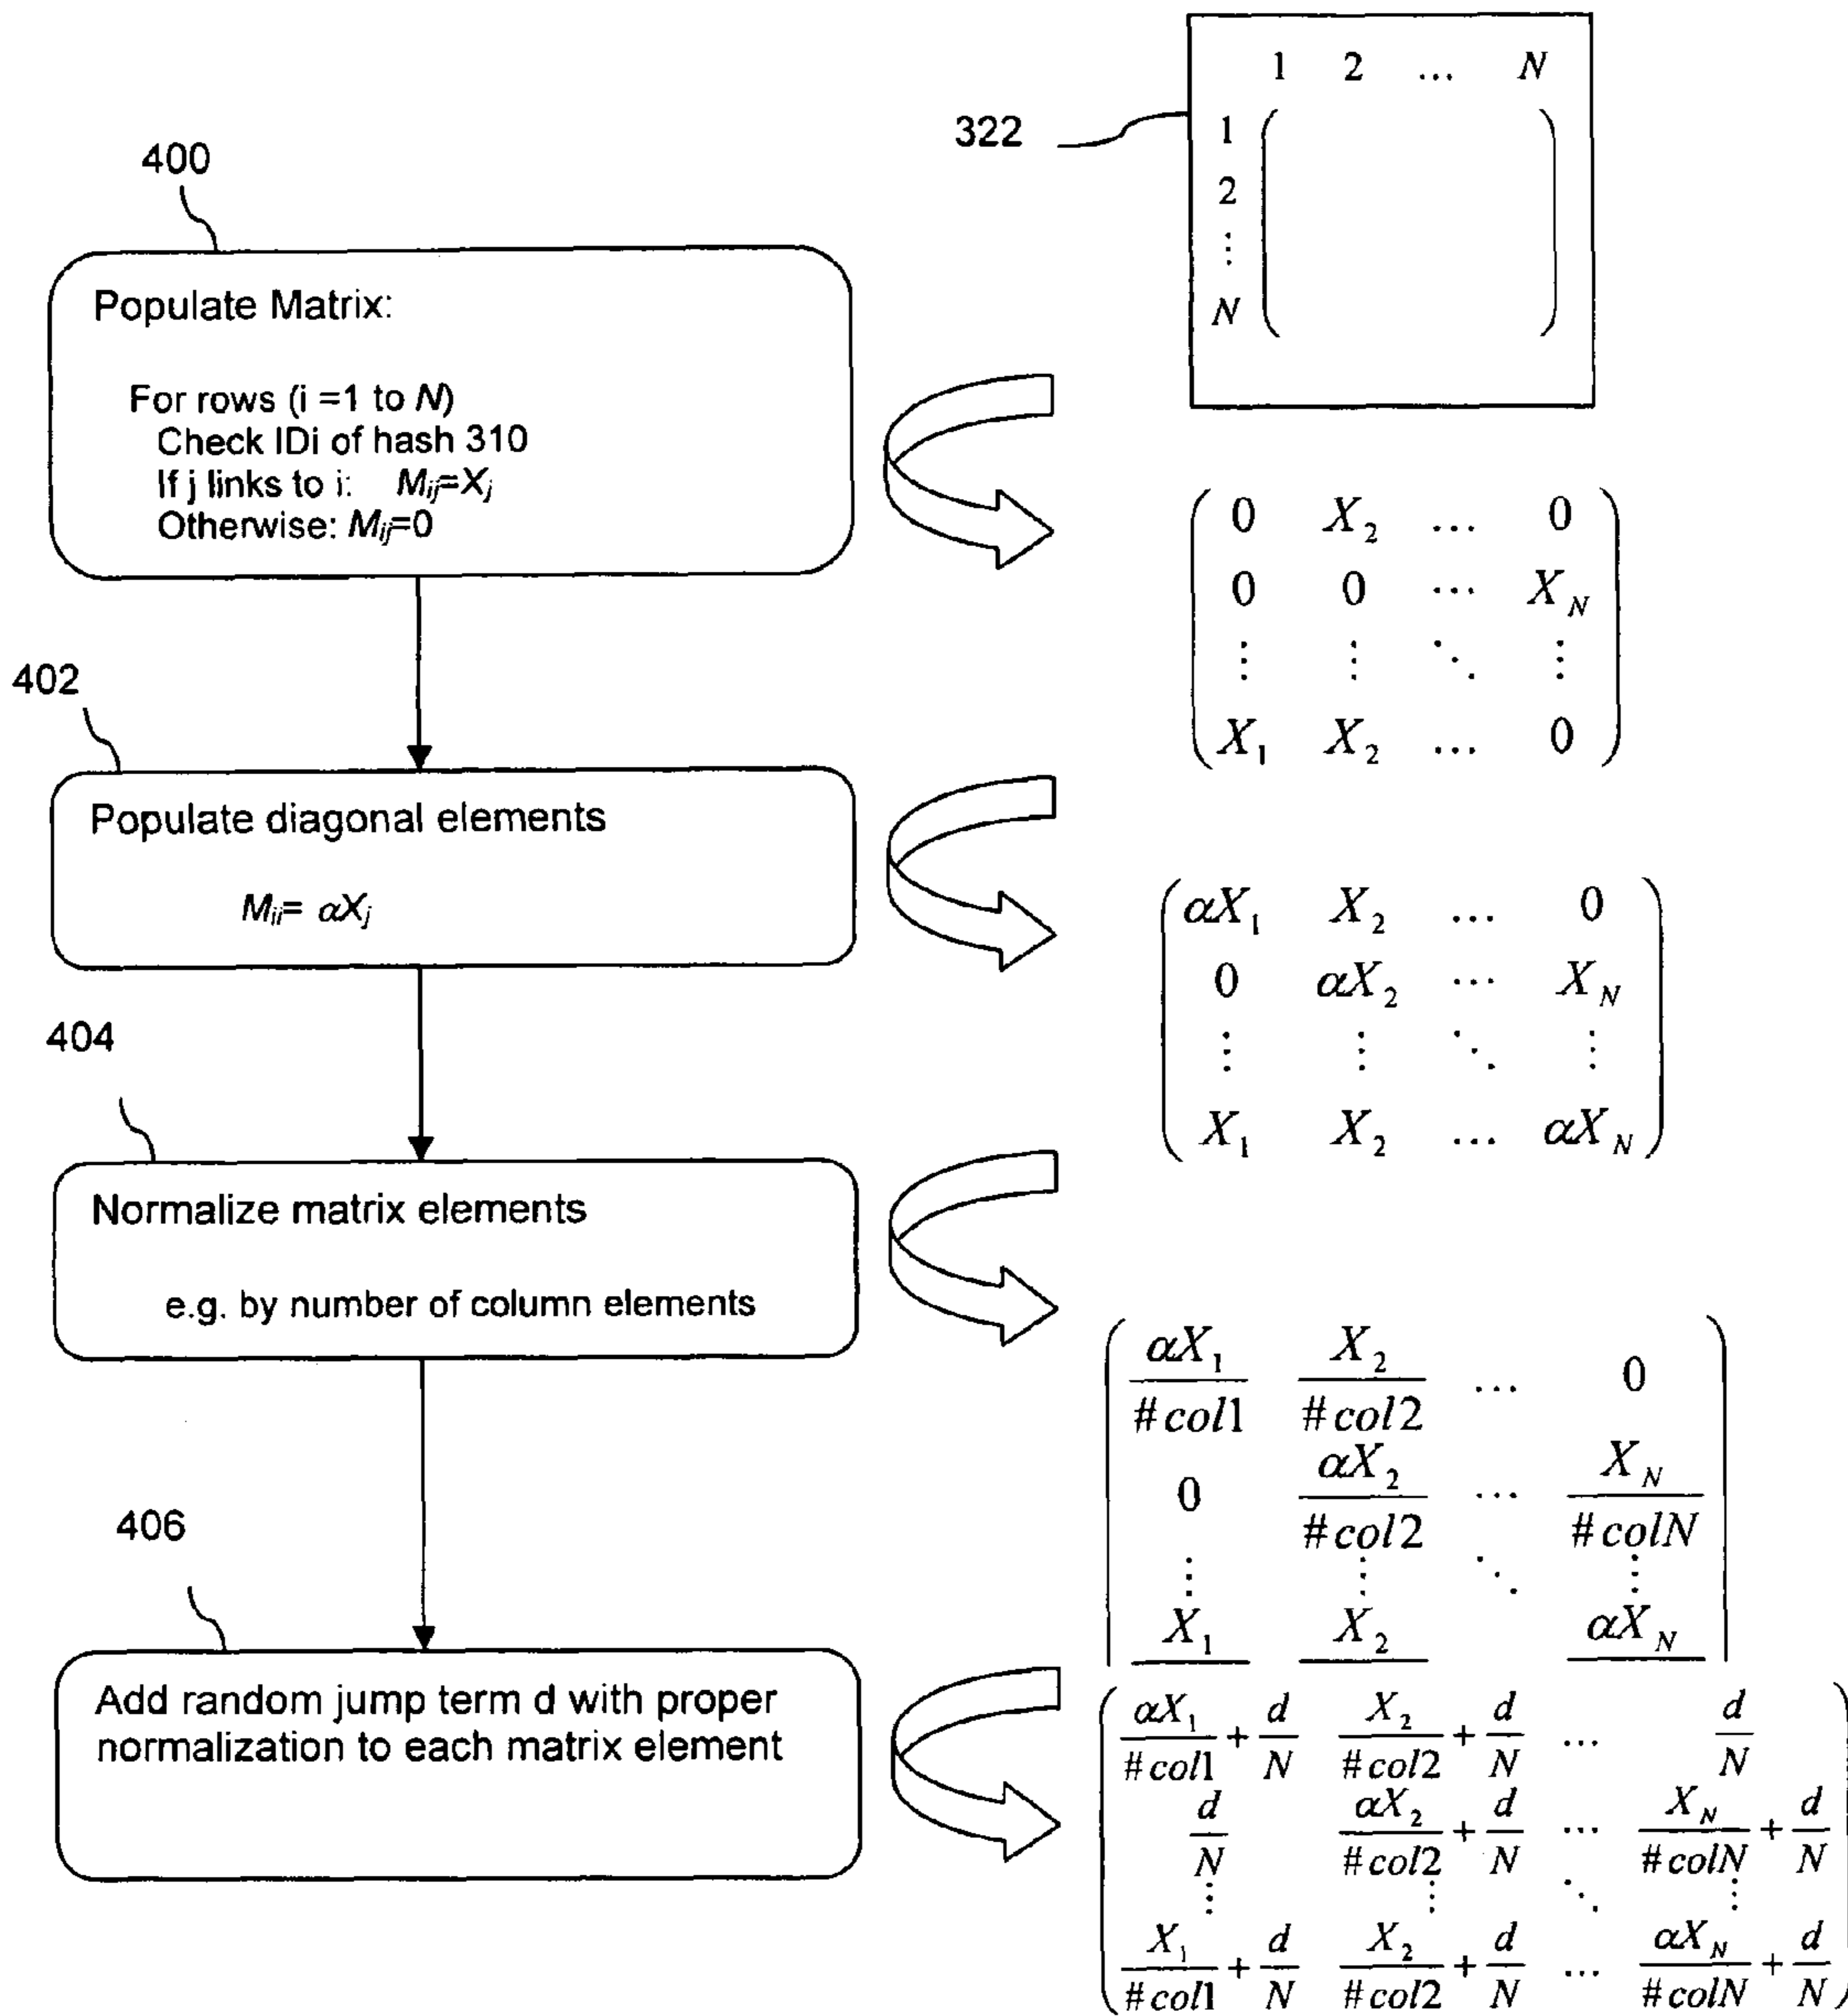 1 2 ... N
322
1
2
⋮
N
400
Populate Matrix:
For rows (i =1 to N)
Check IDi of hash 310
If j links to i: Mij=Xj
Otherwise: Mij=0
0 X2 ... 0
0 0 ... XN
⋮ ⋮ ⋱ ⋮
X1 X2 ... 0
402
Populate diagonal elements
Mii= αXj
αX1 X2 ... 0
0 αX2 ... XN
⋮ ⋮ ⋱ ⋮
X1 X2 ... αXN
404
Normalize matrix elements
e.g. by number of column elements
αX1/#col1 X2/#col2 ... 0
0 αX2/#col2 ... XN/#colN
⋮ ⋮ ⋱ ⋮
X1 X2 αXN
406
Add random jump term d with proper
normalization to each matrix element
αX1/#col1 + d/N X2/#col2 + d/N ... d/N
d/N αX2/#col2 + d/N ... XN/#colN + d/N
⋮ ⋮ ⋱ ⋮
X1/#col1 + d/N X2/#col2 + d/N ... αXN/#colN + d/N